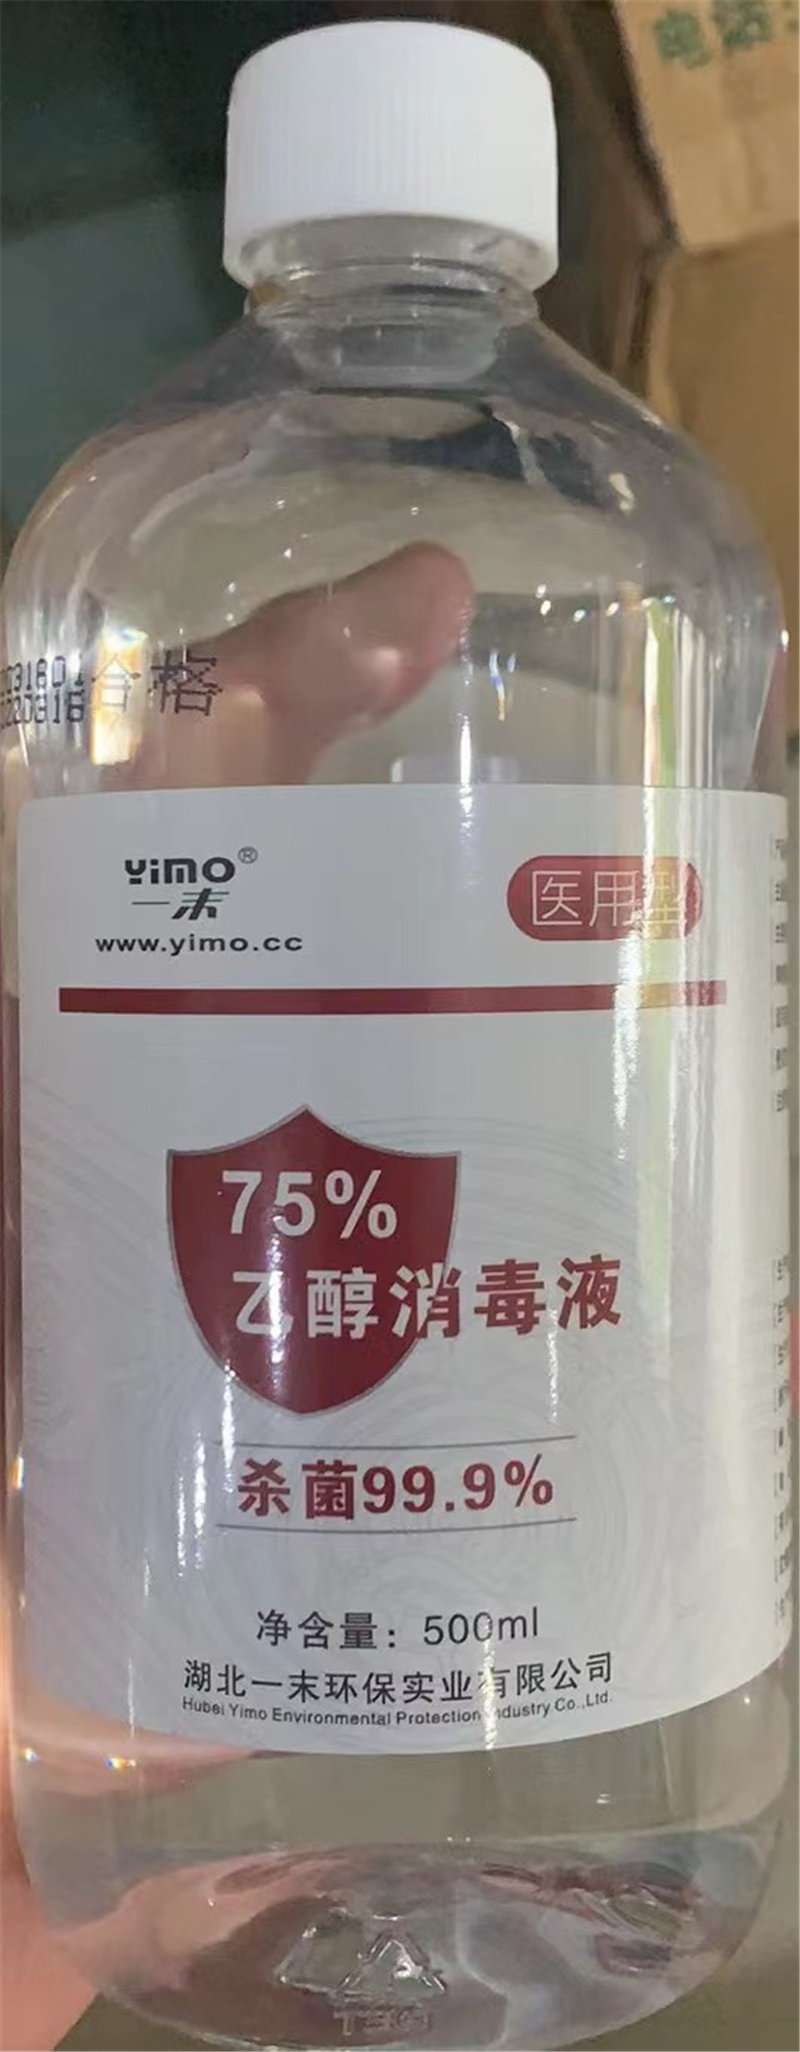 合格
YiMO®
一末
www.yimo.cc
医用型
75%
乙醇消毒液
杀菌99.9%
净含量：500ml
湖北一末环保实业有限公司
Hubei Yimo Environmental Protection Industry Co.,Ltd.